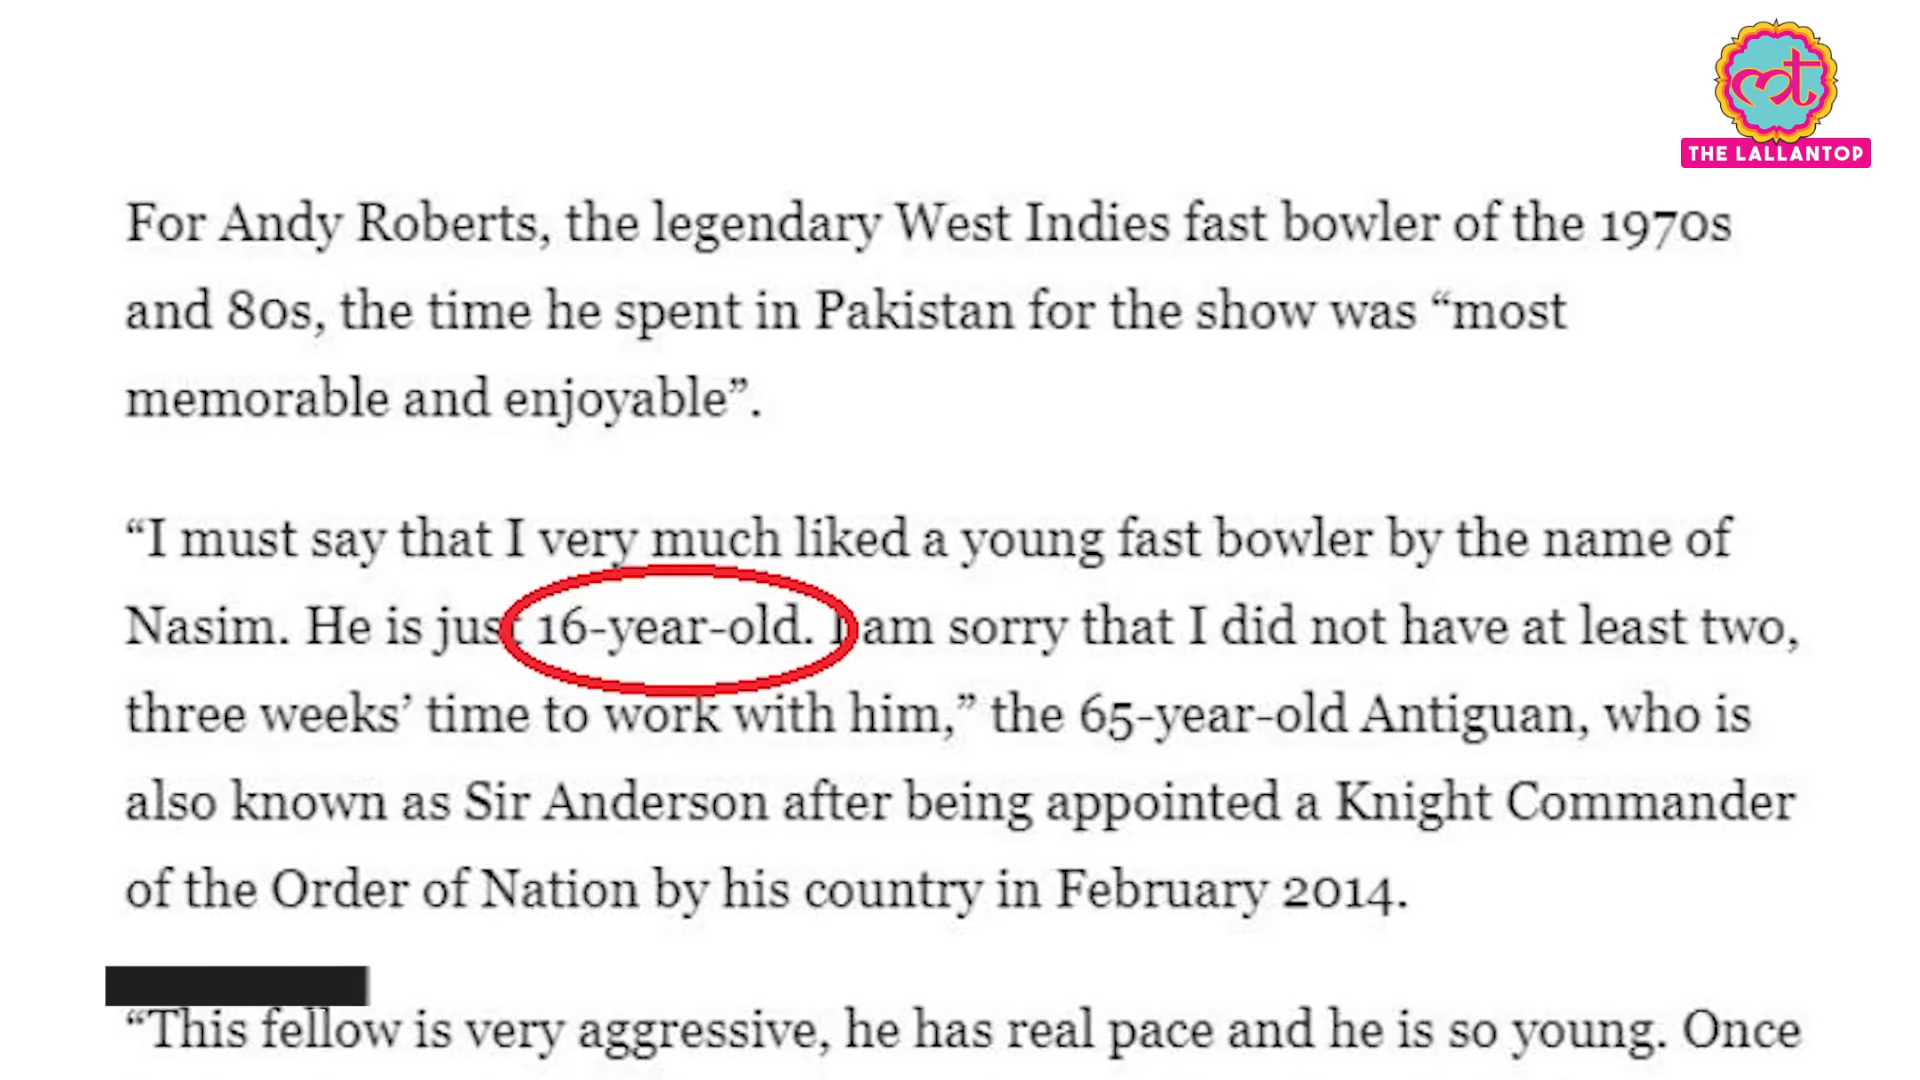 THE LALLANTOP
For Andy Roberts, the legendary West Indies fast bowler of the 1970s
and 80s, the time he spent in Pakistan for the show was “most
memorable and enjoyable”.
“I must say that I very much liked a young fast bowler by the name of
Nasim. He is just 16-year-old. I am sorry that I did not have at least two,
three weeks’ time to work with him,” the 65-year-old Antiguan, who is
also known as Sir Anderson after being appointed a Knight Commander
of the Order of Nation by his country in February 2014.
“This fellow is very aggressive, he has real pace and he is so young. Once